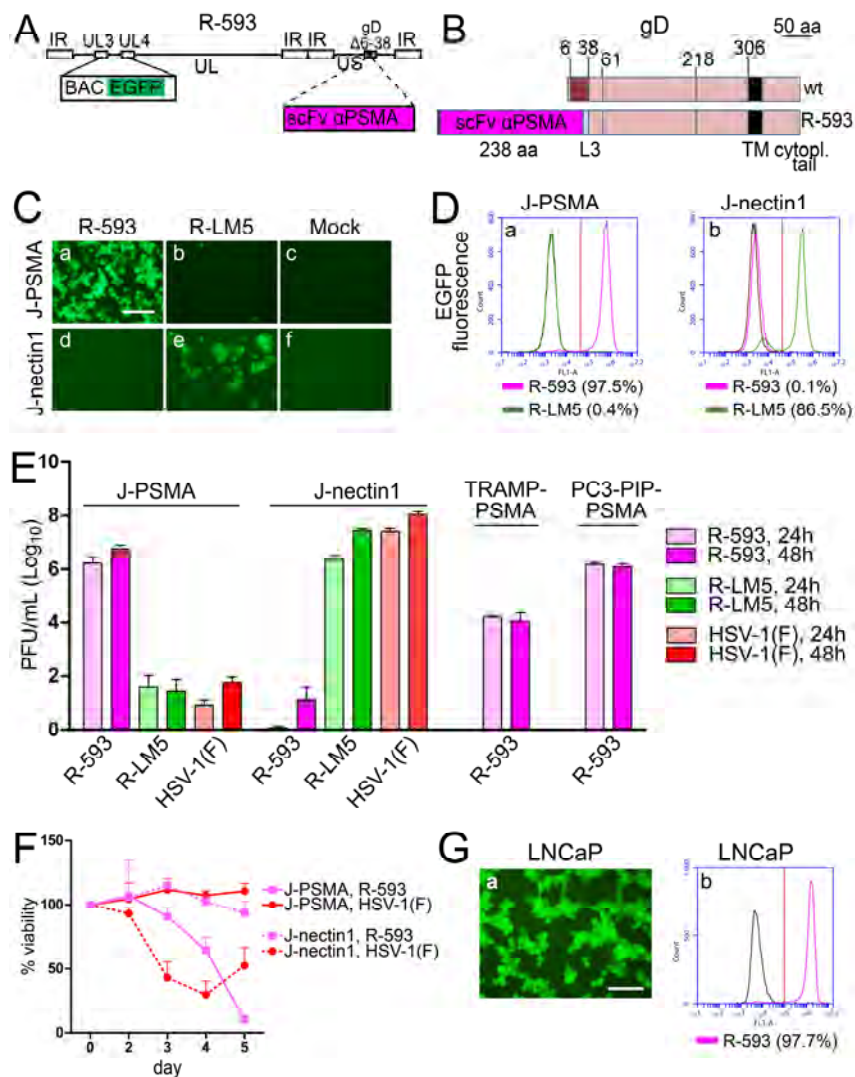 A
R-593
gD
IR UL3 UL4 IR IR Δ6-38 IR
UL US
BAC EGFP
scFv αPSMA
B
gD
50 aa
6 38 61 218 306
wt
scFv αPSMA R-593
238 aa L3 TM cytopl.
tail
C
R-593 R-LM5 Mock
J-PSMA
a b c
J-nectin1
d e f
D
J-PSMA J-nectin1
EGFP
fluorescence
a
Count
FL1-A
R-593 (97.5%)
R-LM5 (0.4%)
b
Count
FL1-A
R-593 (0.1%)
R-LM5 (86.5%)
E
PFU/mL (Log10)
10
8
6
4
2
0
J-PSMA J-nectin1 TRAMP-
PSMA
PC3-PIP-
PSMA
R-593 R-LM5 HSV-1(F) R-593 R-LM5 HSV-1(F) R-593 R-593
R-593, 24h
R-593, 48h
R-LM5, 24h
R-LM5, 48h
HSV-1(F), 24h
HSV-1(F), 48h
F
% viability
150
100
50
0
0 2 3 4 5
day
J-PSMA, R-593
J-PSMA, HSV-1(F)
J-nectin1, R-593
J-nectin1, HSV-1(F)
G
LNCaP LNCaP
a
b
Count
FL1-A
R-593 (97.7%)